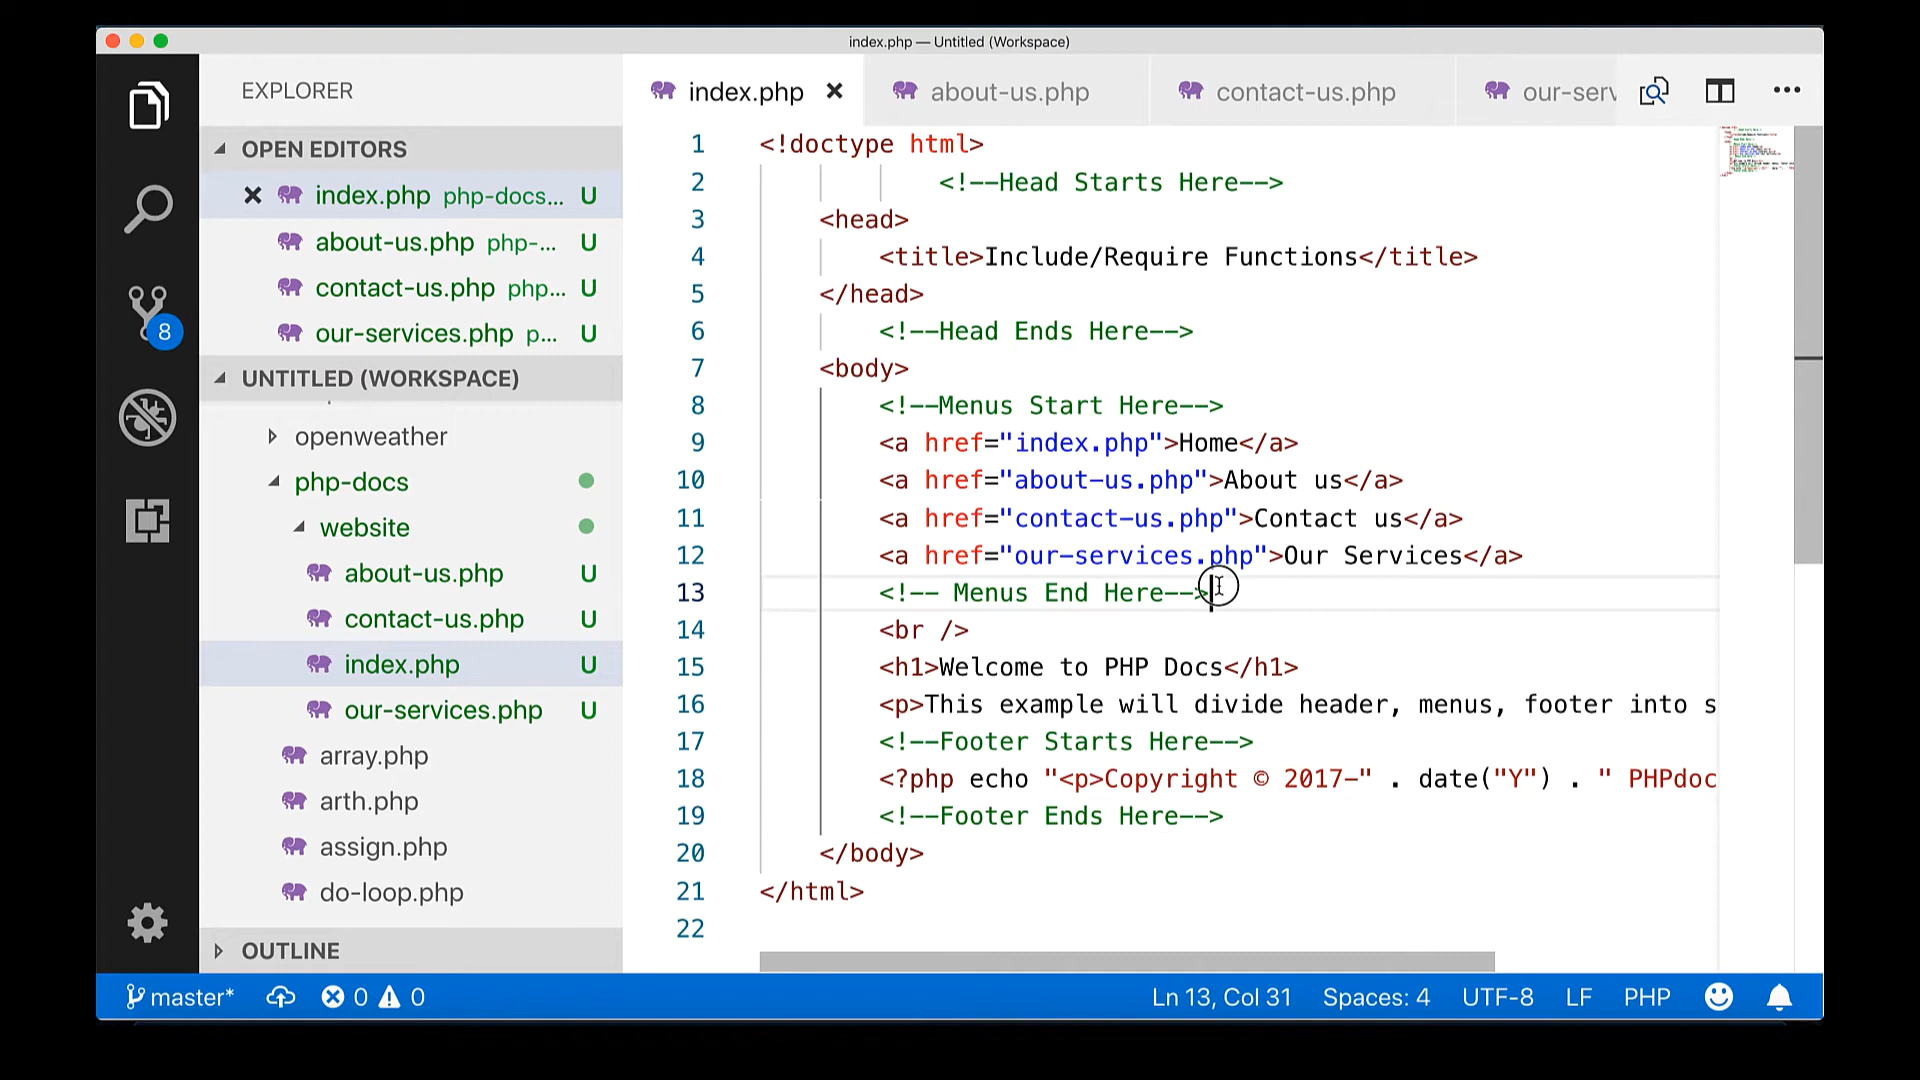 index.php — Untitled (Workspace)
EXPLORER
OPEN EDITORS
index.php php-docs... U
about-us.php php-... U
contact-us.php php... U
our-services.php p... U
UNTITLED (WORKSPACE)
openweather
php-docs
website
about-us.php U
contact-us.php U
index.php U
our-services.php U
array.php
arth.php
assign.php
do-loop.php
OUTLINE
8
index.php about-us.php contact-us.php our-serv
1 <!doctype html>
2 <!--Head Starts Here-->
3 <head>
4 <title>Include/Require Functions</title>
5 </head>
6 <!--Head Ends Here-->
7 <body>
8 <!--Menus Start Here-->
9 <a href="index.php">Home</a>
10 <a href="about-us.php">About us</a>
11 <a href="contact-us.php">Contact us</a>
12 <a href="our-services.php">Our Services</a>
13 <!-- Menus End Here-->
14 <br />
15 <h1>Welcome to PHP Docs</h1>
16 <p>This example will divide header, menus, footer into s
17 <!--Footer Starts Here-->
18 <?php echo "<p>Copyright © 2017-" . date("Y") . " PHPdoc
19 <!--Footer Ends Here-->
20 </body>
21 </html>
22
master* 0 0 Ln 13, Col 31 Spaces: 4 UTF-8 LF PHP